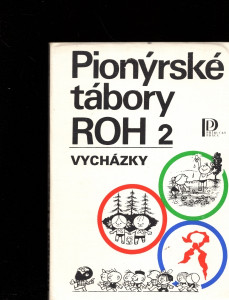 Pionýrské
tábory
ROH 2
VYCHÁZKY